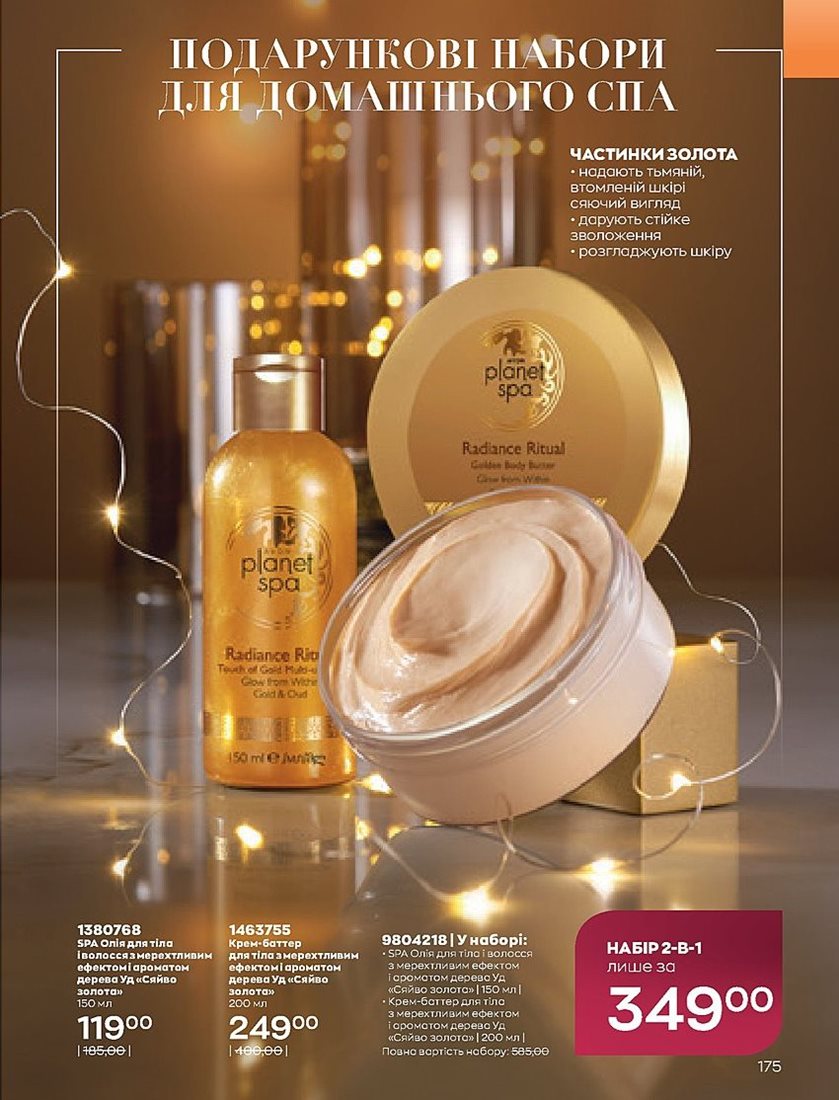 ПОДАРУНКОВІ НАБОРИ
ДЛЯ ДОМАШНЬОГО СПА
ЧАСТИНКИ ЗОЛОТА
• надають тьмяній,
втомленій шкірі
сяючий вигляд
• дарують стійке
зволоження
• розгладжують шкіру
AVON
planet
spa
Radiance Ritual
Golden Body Butter
Glow from Within
AVON
planet
spa
Radiance Ritu
Touch of Gold Multi-u
Glow from Within
Gold & Oud
150 ml ℮
1380768
SPA Олія для тіла
і волосся з мерехтливим
ефектом і ароматом
дерева Уд «Сяйво
золота»
150 мл
11900
| 185,00 |
1463755
Крем-баттер
для тіла з мерехтливим
ефектом і ароматом
дерева Уд «Сяйво
золота»
200 мл
24900
| 400,00 |
9804218 | У наборі:
• SPA Олія для тіла і волосся
з мерехтливим ефектом
і ароматом дерева Уд
«Сяйво золота» | 150 мл |
• Крем-баттер для тіла
з мерехтливим ефектом
і ароматом дерева Уд
«Сяйво золота» | 200 мл |
Повна вартість набору: 585,00
НАБІР 2-В-1
лише за
34900
175